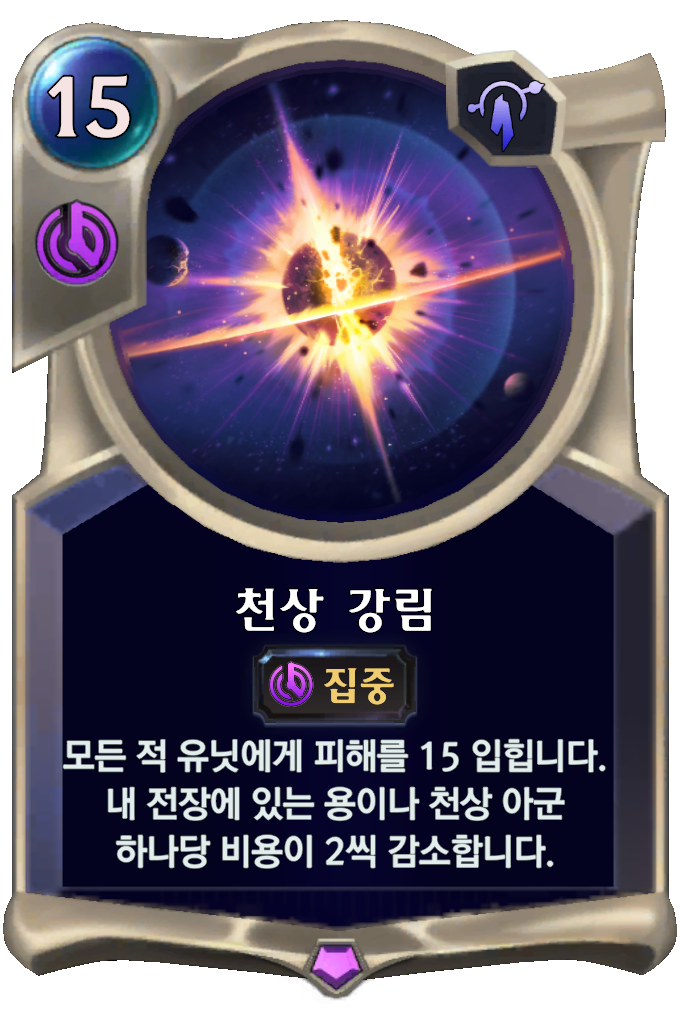 15
천상 강림
집중
모든 적 유닛에게 피해를 15 입힙니다.
내 전장에 있는 용이나 천상 아군
하나당 비용이 2씩 감소합니다.